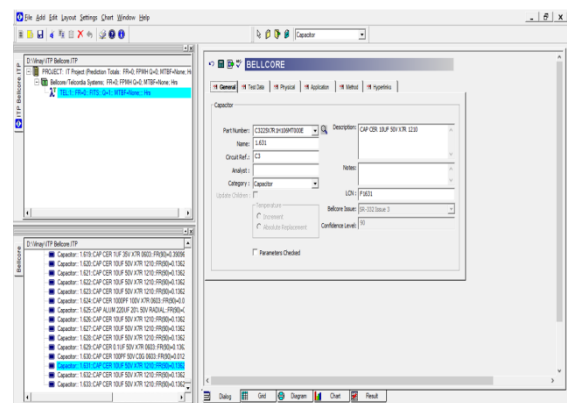 File Add Edit Layout Settings Chart Window Help
Capacitor
D:\Vinay\ITP Bellcore.ITP
PROJECT: IT Project (Prediction Totals : FR=0, FPMH Q=0; MTBF=None; Hr
Bellcore/Telcordia Systems; FR=0; FPMH Q=0; MTBF=None; Hrs
TEL:1: FR=0; FITS; Q=1; MTBF=None; ; Hrs
ITP Bellcore.ITP
BELLCORE
General
Test Data
Physical
Application
Method
Hyperlinks
Capacitor
Part Number: C3225X7R1H106MT000E
Description: CAP CER 10UF 50V X7R 1210
Name: 1.631
Circuit Ref.: C3
Analyst :
Notes:
Category : Capacitor
Update Children :
LCN : P1631
Temperature
Increment
Absolute Replacement
Bellcore Issue: SR-332 Issue 3
Confidence Level: 90
Parameters Checked
D:\Vinay\ITP Bellcore.ITP
Capacitor: 1.619::CAP CER 1UF 35V X7R 0603::FR(90)=0.39096
Capacitor: 1.620::CAP CER 10UF 50V X7R 1210::FR(90)=0.1362
Capacitor: 1.621::CAP CER 10UF 50V X7R 1210::FR(90)=0.1362
Capacitor: 1.622::CAP CER 10UF 50V X7R 1210::FR(90)=0.1362
Capacitor: 1.623::CAP CER 10UF 50V X7R 1210::FR(90)=0.1362
Capacitor: 1.624::CAP CER 1000PF 100V X7R 0603::FR(90)=0.0
Capacitor: 1.625::CAP ALUM 220UF 20% 50V RADIAL::FR(90)=
Capacitor: 1.626::CAP CER 10UF 50V X7R 1210::FR(90)=0.1362
Capacitor: 1.627::CAP CER 10UF 50V X7R 1210::FR(90)=0.1362
Capacitor: 1.628::CAP CER 10UF 50V X7R 1210::FR(90)=0.1362
Capacitor: 1.629::CAP CER 0.1UF 50V X7R 0603::FR(90)=0.136
Capacitor: 1.630::CAP CER 100PF 50V C0G 0603::FR(90)=0.012
Capacitor: 1.631::CAP CER 10UF 50V X7R 1210::FR(90)=0.1362
Capacitor: 1.632::CAP CER 10UF 50V X7R 1210::FR(90)=0.1362
Capacitor: 1.633::CAP CER 10UF 50V X7R 1210::FR(90)=0.1362
Bellcore
Dialog
Grid
Diagram
Chart
Result